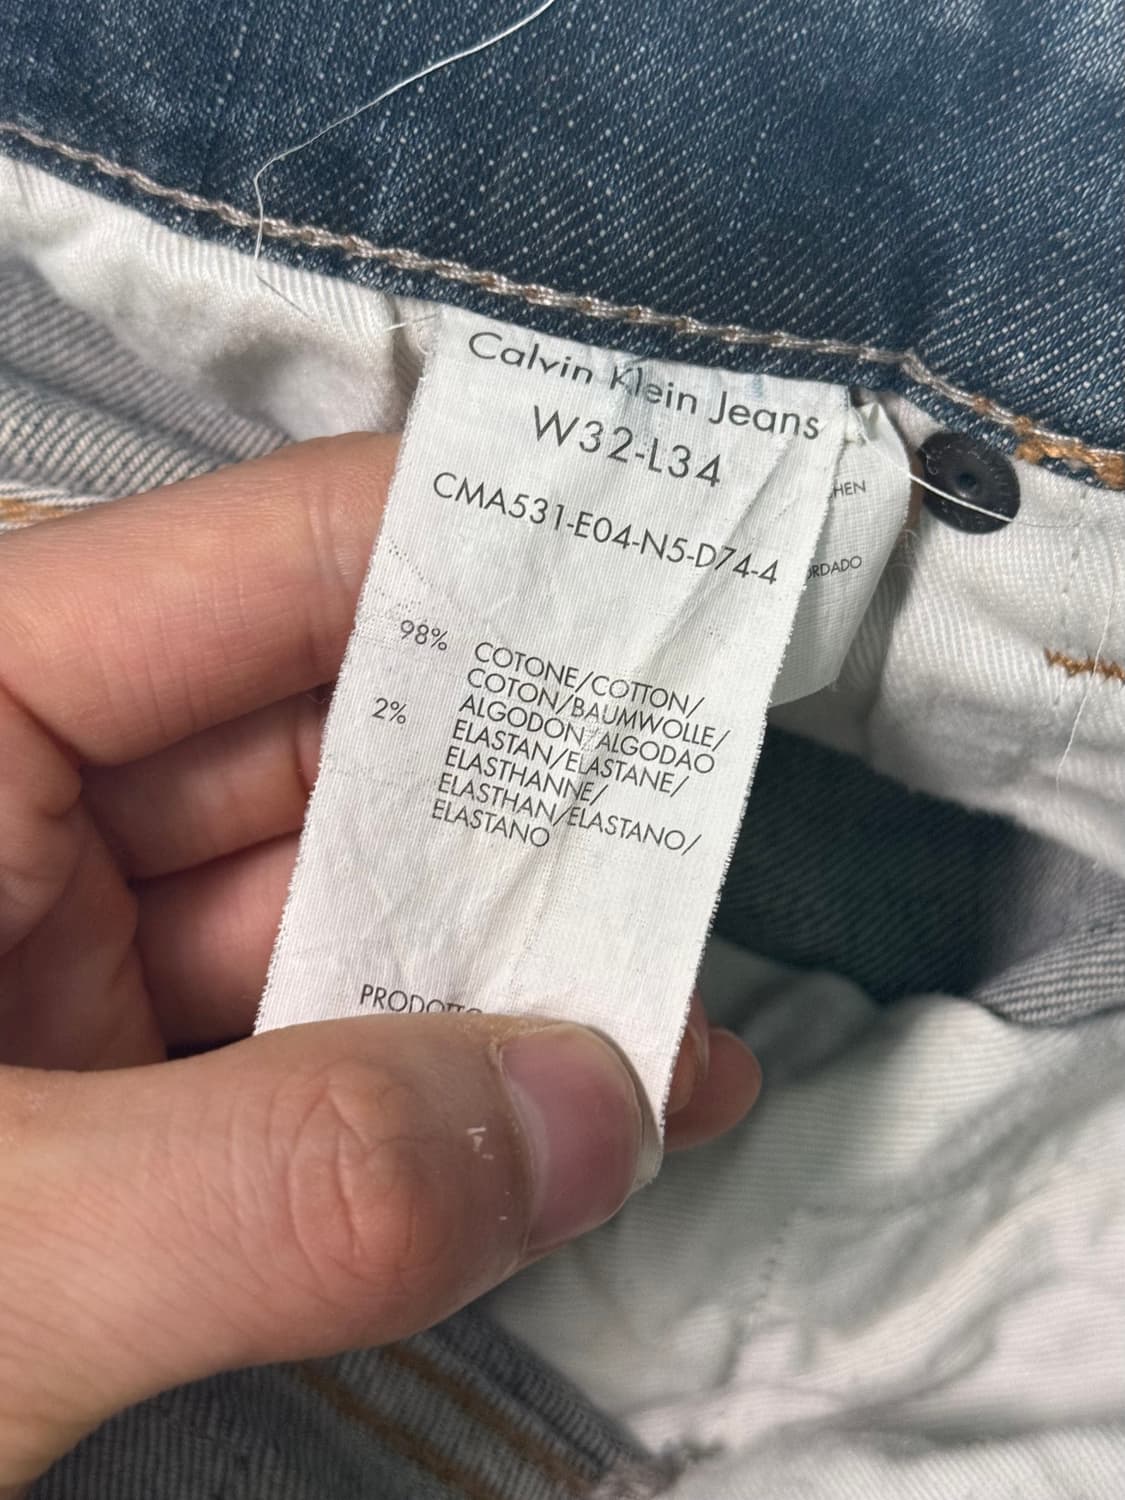 Calvin Klein Jeans
W32-L34
CMA531-E04-N5-D74-4
98% COTONE/COTTON/
COTON/BAUMWOLLE/
ALGODON/ALGODAO
2% ELASTAN/ELASTANE/
ELASTHANNE/
ELASTHAN/ELASTANO/
ELASTANO